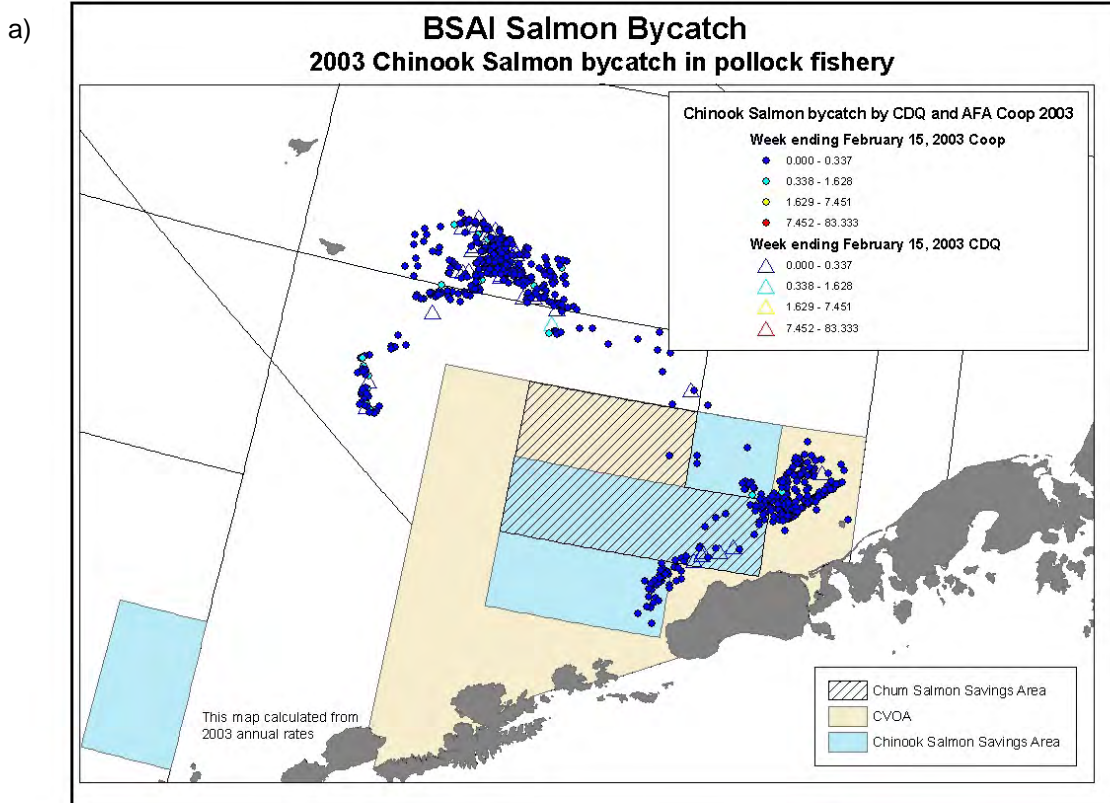 a)
BSAI Salmon Bycatch
2003 Chinook Salmon bycatch in pollock fishery
Chinook Salmon bycatch by CDQ and AFA Coop 2003
Week ending February 15, 2003 Coop
0.000 - 0.337
0.338 - 1.628
1.629 - 7.451
7.452 - 83.333
Week ending February 15, 2003 CDQ
0.000 - 0.337
0.338 - 1.628
1.629 - 7.451
7.452 - 83.333
This map calculated from
2003 annual rates
Chum Salmon Savings Area
CVOA
Chinook Salmon Savings Area